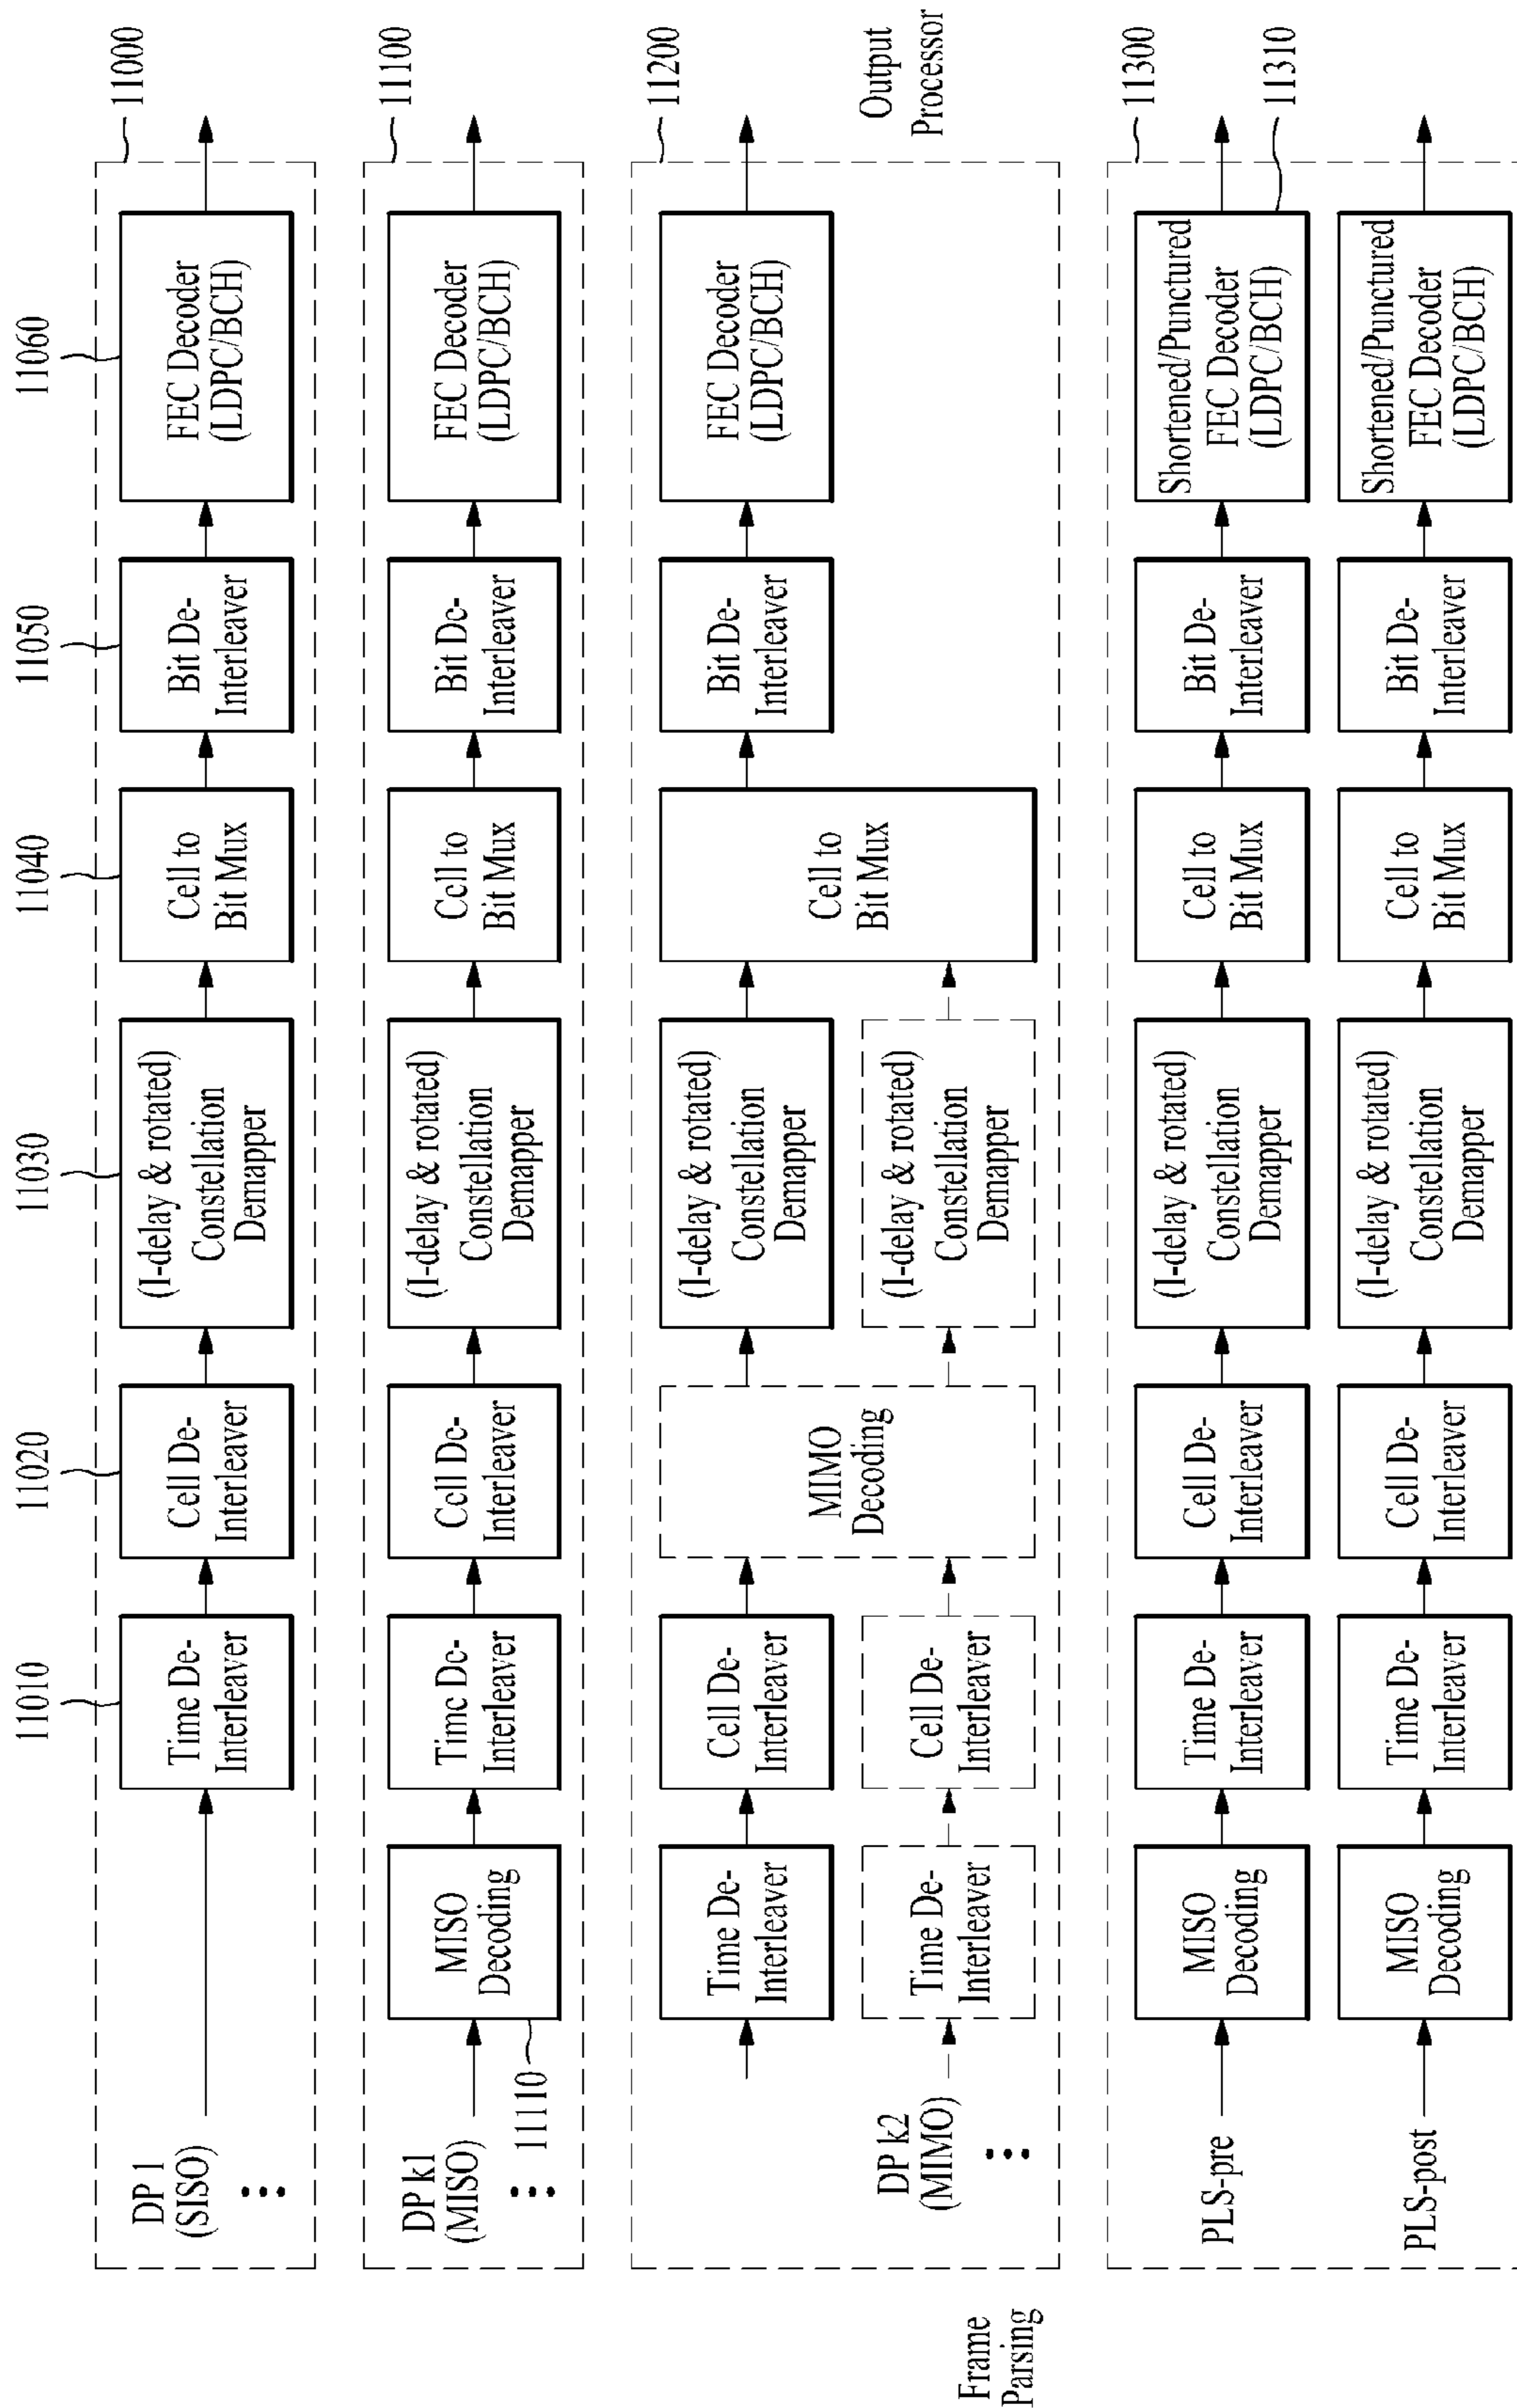 11010
11020
11030
11040
11050
11060
DP 1
(SISO)
Time De-
Interleaver
Cell De-
Interleaver
(I-delay & rotated)
Constellation
Demapper
Cell to
Bit Mux
Bit De-
Interleaver
FEC Decoder
(LDPC/BCH)
11000
DP k1
(MISO)
MISO
Decoding
11110
Time De-
Interleaver
Cell De-
Interleaver
(I-delay & rotated)
Constellation
Demapper
Cell to
Bit Mux
Bit De-
Interleaver
FEC Decoder
(LDPC/BCH)
11100
Time De-
Interleaver
Cell De-
Interleaver
MIMO
Decoding
(I-delay & rotated)
Constellation
Demapper
Cell to
Bit Mux
Bit De-
Interleaver
FEC Decoder
(LDPC/BCH)
11200
DP k2
(MIMO)
Time De-
Interleaver
Cell De-
Interleaver
(I-delay & rotated)
Constellation
Demapper
Frame
Parsing
Output
Processor
PLS-pre
MISO
Decoding
Time De-
Interleaver
Cell De-
Interleaver
(I-delay & rotated)
Constellation
Demapper
Cell to
Bit Mux
Bit De-
Interleaver
Shortened/Punctured
FEC Decoder
(LDPC/BCH)
11300
11310
PLS-post
MISO
Decoding
Time De-
Interleaver
Cell De-
Interleaver
(I-delay & rotated)
Constellation
Demapper
Cell to
Bit Mux
Bit De-
Interleaver
Shortened/Punctured
FEC Decoder
(LDPC/BCH)